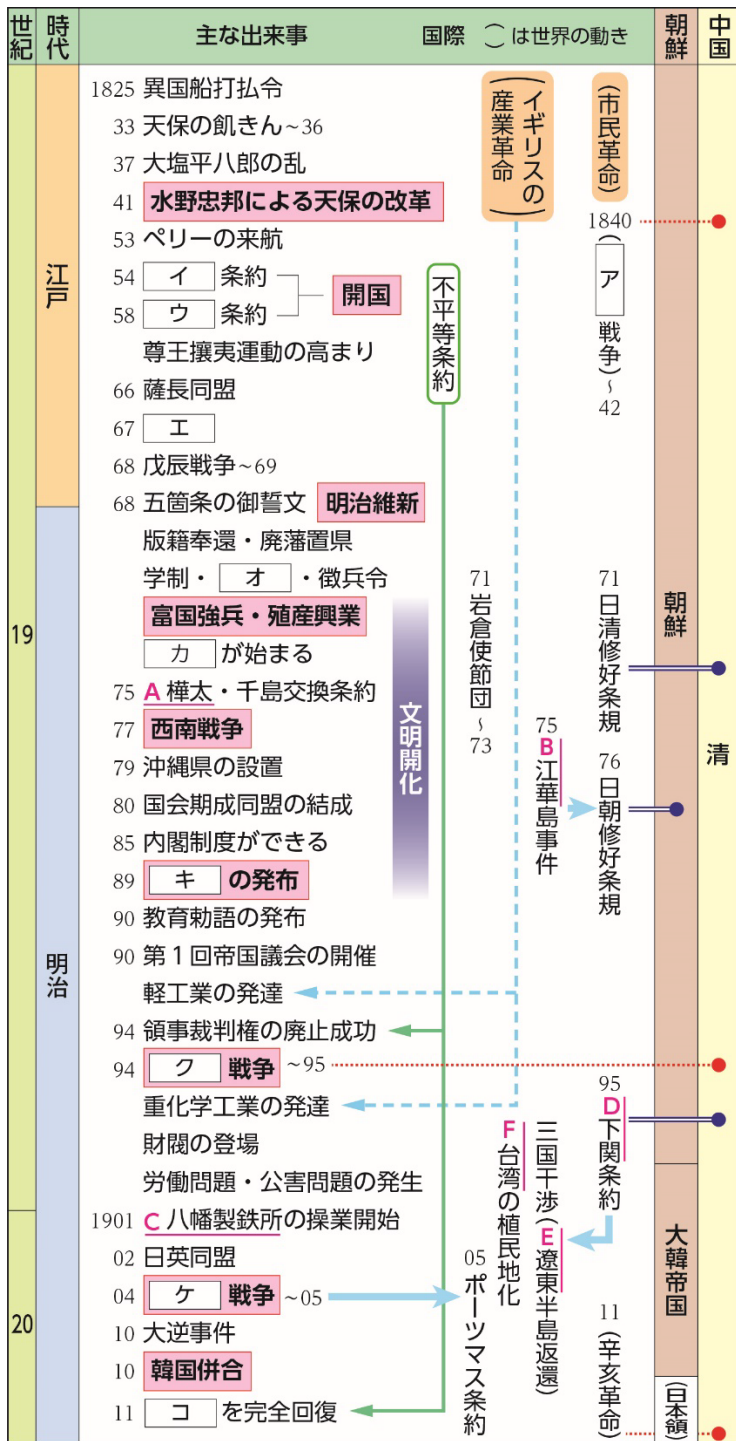 世紀
時代
主な出来事
国際 ( )は世界の動き
朝鮮
中国
19
20
江戸
明治
1825 異国船打払令
33 天保の飢きん~36
37 大塩平八郎の乱
41 水野忠邦による天保の改革
53 ペリーの来航
54 イ 条約
58 ウ 条約
開国
尊王攘夷運動の高まり
66 薩長同盟
67 エ
68 戊辰戦争~69
68 五箇条の御誓文 明治維新
版籍奉還・廃藩置県
学制・ オ ・徴兵令
富国強兵・殖産興業
カ が始まる
75 A 樺太・千島交換条約
77 西南戦争
79 沖縄県の設置
80 国会期成同盟の結成
85 内閣制度ができる
89 キ の発布
90 教育勅語の発布
90 第1回帝国議会の開催
軽工業の発達
94 領事裁判権の廃止成功
94 ク 戦争 ~95
重化学工業の発達
財閥の登場
労働問題・公害問題の発生
1901 C 八幡製鉄所の操業開始
02 日英同盟
04 ケ 戦争 ~05
10 大逆事件
10 韓国併合
11 コ を完全回復
文明開化
不平等条約
(イギリスの
産業革命)
(市民革命)
1840 (ア 戦争)~42
71 岩倉使節団~73
71 日清修好条規
75 B 江華島事件
76 日朝修好条規
95 D 下関条約
三国干渉(E 遼東半島返還)
F 台湾の植民地化
05 ポーツマス条約
11 (辛亥革命)
朝鮮
大韓帝国
(日本領)
清